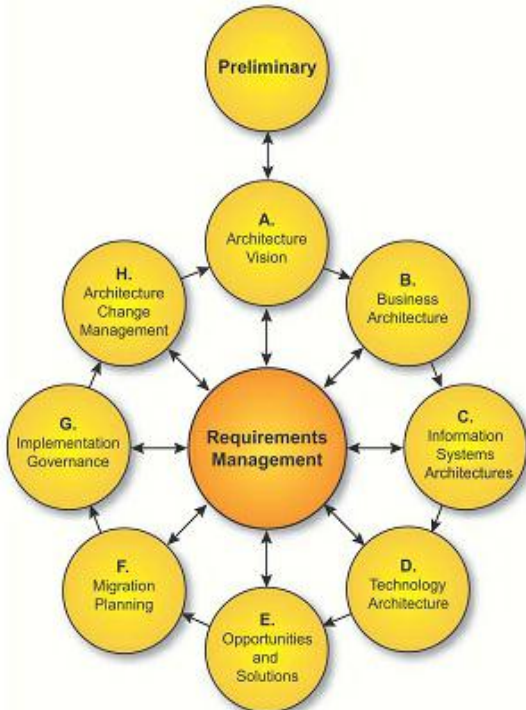 Preliminary
A.
Architecture
Vision
B.
Business
Architecture
C.
Information
Systems
Architectures
D.
Technology
Architecture
E.
Opportunities
and
Solutions
F.
Migration
Planning
G.
Implementation
Governance
H.
Architecture
Change
Management
Requirements
Management